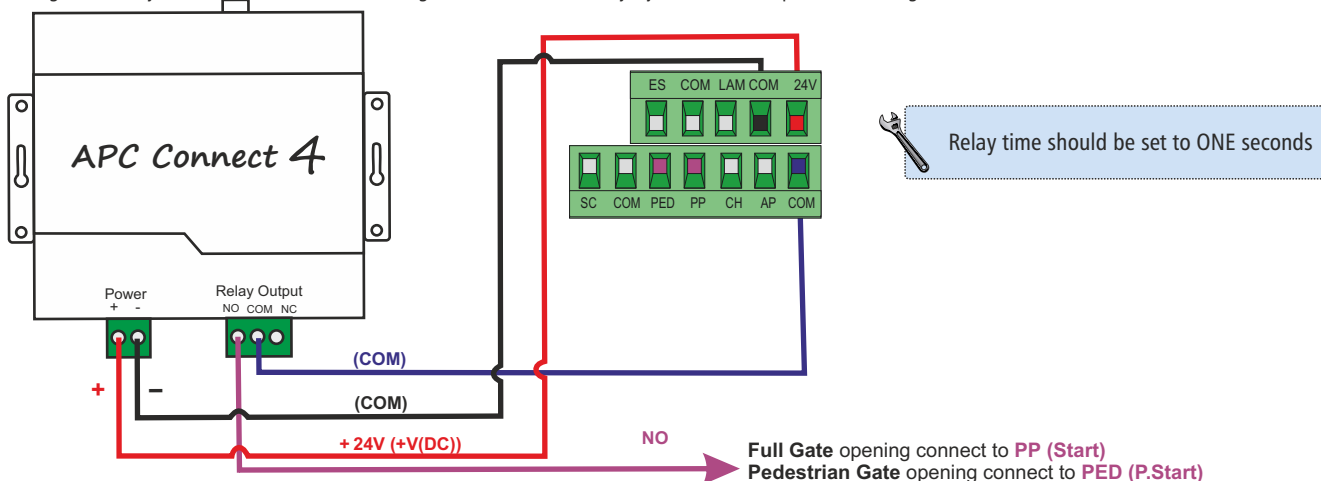 ES COM LAM COM 24V
APC Connect 4
Relay time should be set to ONE seconds
SC COM PED PP CH AP COM
Power
+ -
Relay Output
NO COM NC
(COM)
+ –
(COM)
+ 24V (+V(DC))
NO
Full Gate opening connect to PP (Start)
Pedestrian Gate opening connect to PED (P.Start)